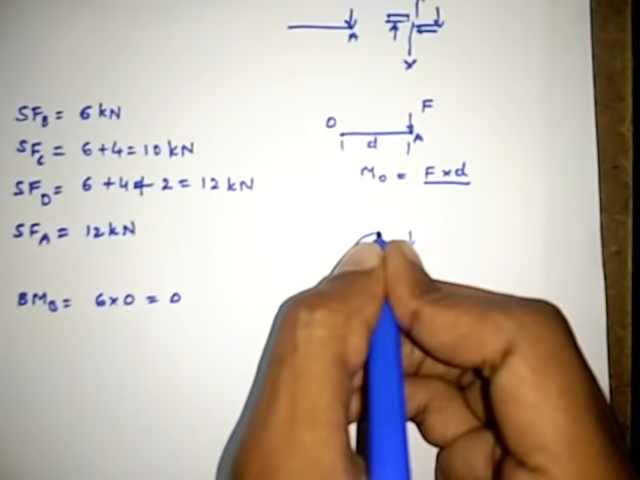 A
X
SF_B = 6 kN
SF_C = 6+4 = 10 kN
SF_D = 6+4+2 = 12 kN
SF_A = 12 kN
BM_B = 6×0 = 0
F
O
A
d
M_O = F×d